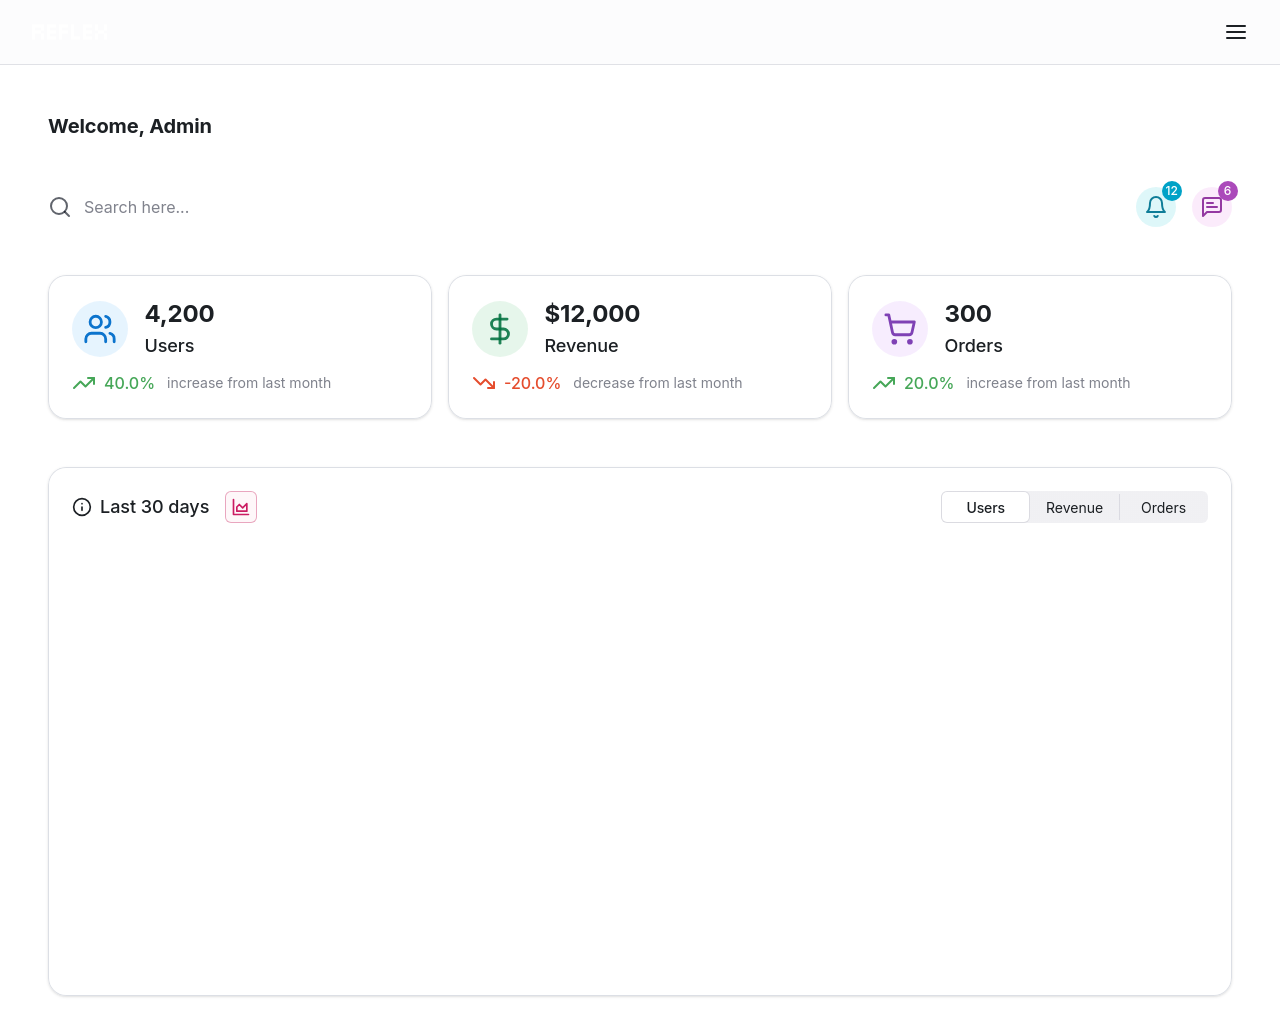 Welcome, Admin
Search here...
12
6
4,200
Users
40.0% increase from last month
$12,000
Revenue
-20.0% decrease from last month
300
Orders
20.0% increase from last month
Last 30 days
Users Revenue Orders